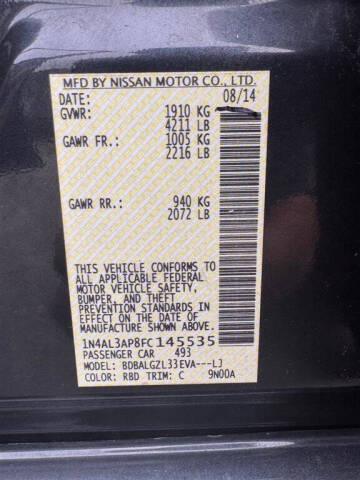 MFD BY NISSAN MOTOR CO., LTD.
DATE: 08/14
GVWR: 1910 KG
4211 LB
GAWR FR.: 1005 KG
2216 LB
GAWR RR.: 940 KG
2072 LB
THIS VEHICLE CONFORMS TO
ALL APPLICABLE FEDERAL
MOTOR VEHICLE SAFETY,
BUMPER, AND THEFT
PREVENTION STANDARDS IN
EFFECT ON THE DATE OF
MANUFACTURE SHOWN ABOVE.
1N4AL3AP8FC145535
PASSENGER CAR 493
MODEL: BDBALGZL33EVA---LJ
COLOR: RBD TRIM: C 9N00A